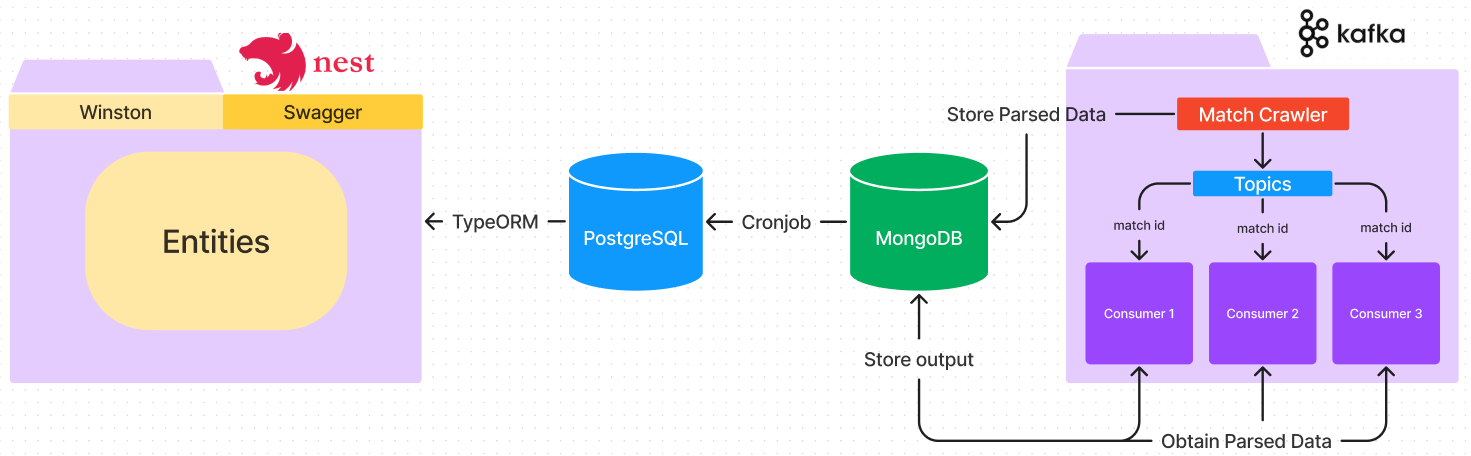 nest
kafka
Winston
Swagger
Entities
TypeORM
PostgreSQL
Cronjob
MongoDB
Store Parsed Data
Match Crawler
Topics
match id
match id
match id
Consumer 1
Consumer 2
Consumer 3
Store output
Obtain Parsed Data